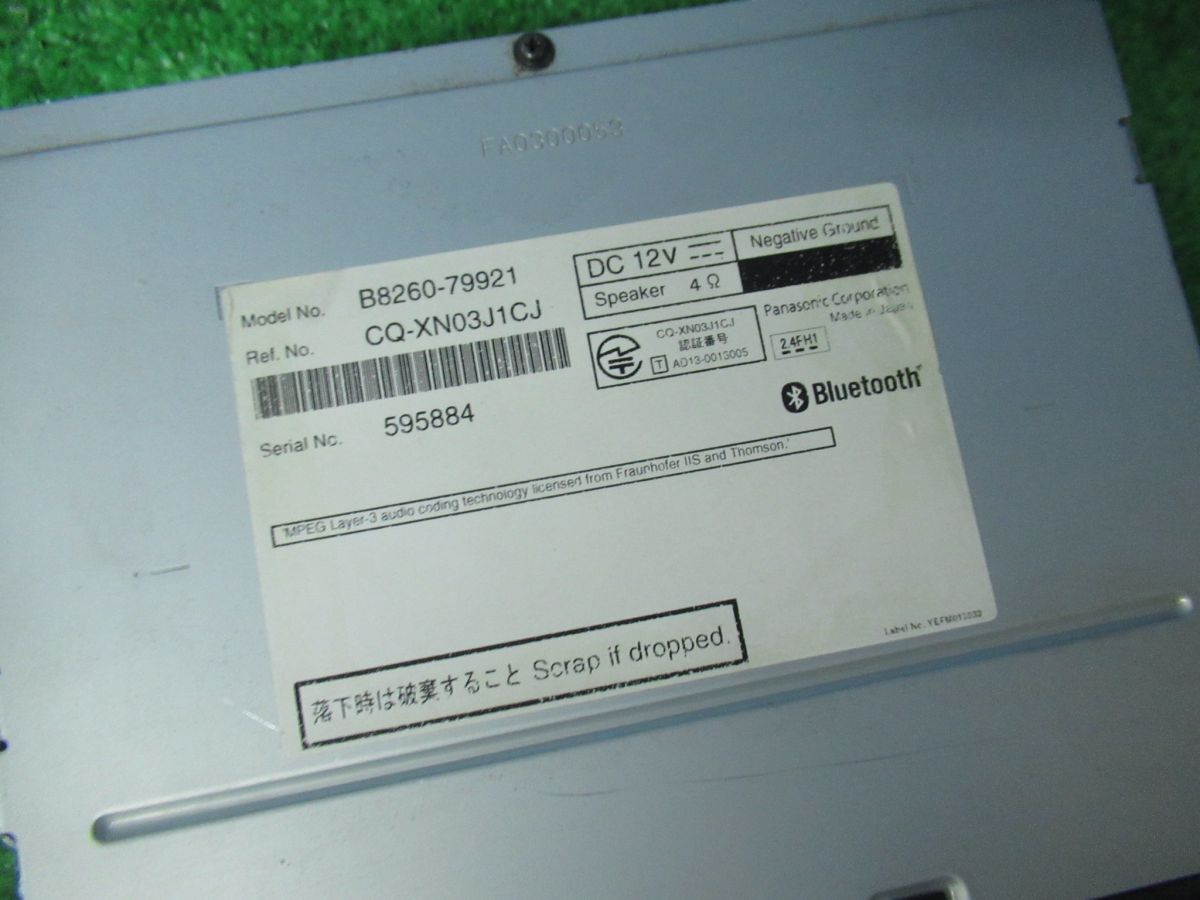 FA0300053
Model No. B8260-79921
Ref. No. CQ-XN03J1CJ
Serial No. 595884
DC 12V
Negative Ground
Speaker 4 Ω
CQ-XN03J1CJ
認証番号
T AD13-0013005
Panasonic Corporation
Made in Japan
2.4FH1
Bluetooth
"MPEG Layer-3 audio coding technology licensed from Fraunhofer IIS and Thomson."
落下時は破棄すること Scrap if dropped.
Label No.